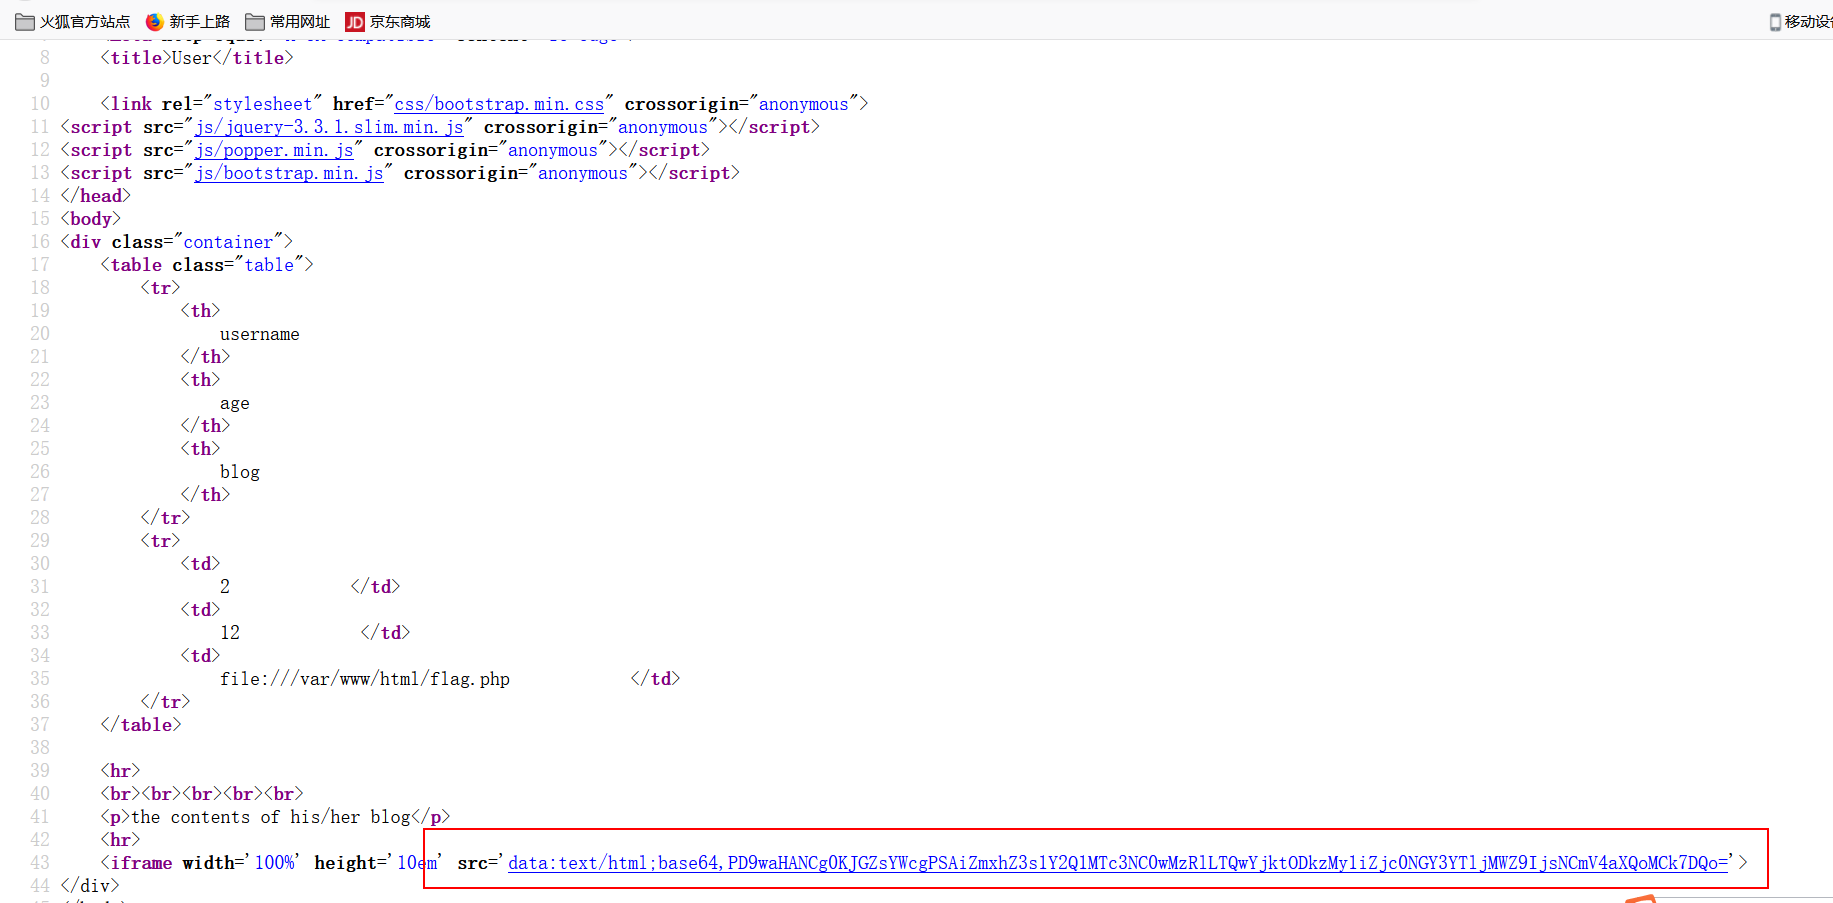 火狐官方站点 新手上路 常用网址 JD 京东商城 移动设
8 <title>User</title>
9
10 <link rel="stylesheet" href="css/bootstrap.min.css" crossorigin="anonymous">
11 <script src="js/jquery-3.3.1.slim.min.js" crossorigin="anonymous"></script>
12 <script src="js/popper.min.js" crossorigin="anonymous"></script>
13 <script src="js/bootstrap.min.js" crossorigin="anonymous"></script>
14 </head>
15 <body>
16 <div class="container">
17 <table class="table">
18 <tr>
19 <th>
20 username
21 </th>
22 <th>
23 age
24 </th>
25 <th>
26 blog
27 </th>
28 </tr>
29 <tr>
30 <td>
31 2 </td>
32 <td>
33 12 </td>
34 <td>
35 file:///var/www/html/flag.php </td>
36 </tr>
37 </table>
38
39 <hr>
40 <br><br><br><br><br>
41 <p>the contents of his/her blog</p>
42 <hr>
43 <iframe width='100%' height='10em' src='data:text/html;base64,PD9waHANCg0KJGZsYWcgPSAiZmxhZ3slY2Q1MTc3NC0wMzRlLTQwYjktODkzMy1iZjc0NGY3YTljMWZ9IjsNCmV4aXQoMCk7DQo='>
44 </div>